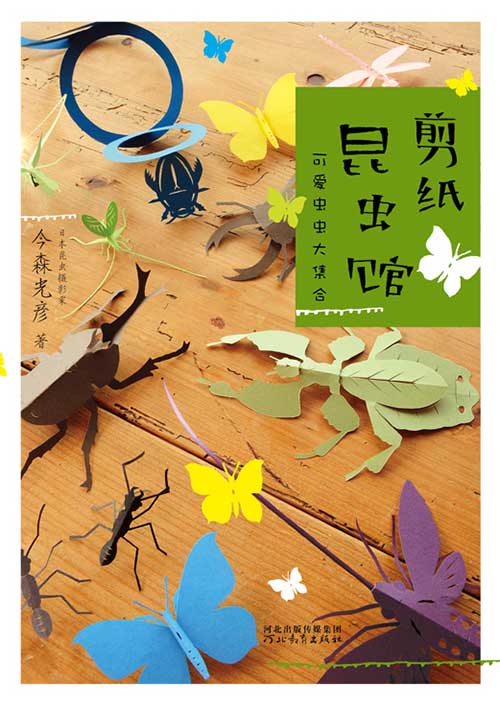 剪纸
昆虫馆
可爱虫虫大集合
日本昆虫摄影家
今森光彦 著
河北出版传媒集团
河北教育出版社